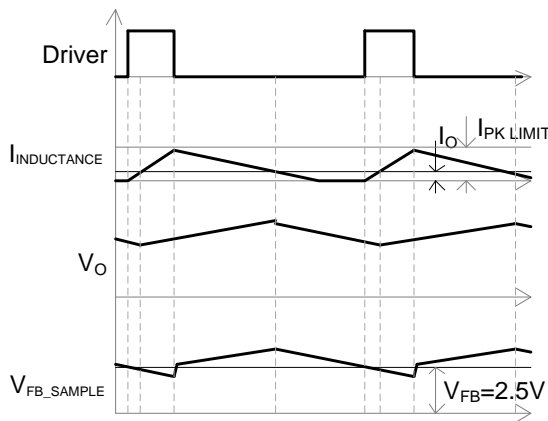 Driver
I_INDUCTANCE
I_O
I_PK LIMIT
V_O
V_FB_SAMPLE
V_FB=2.5V